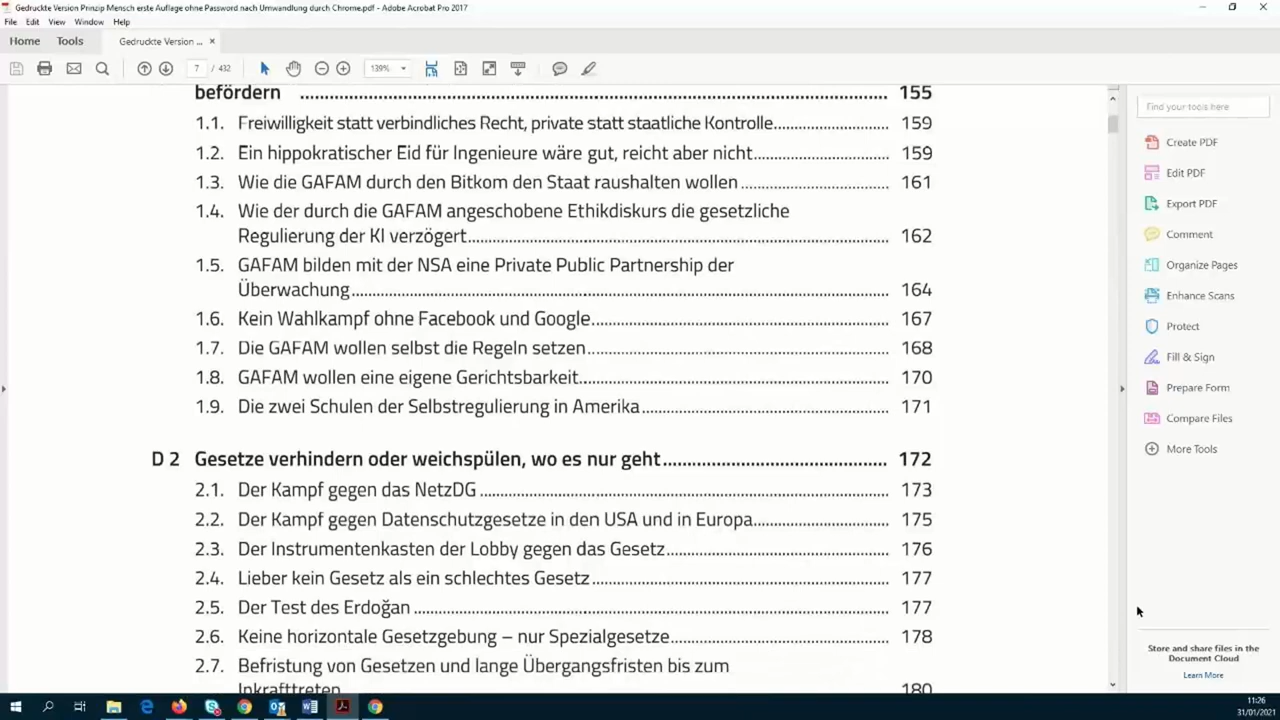 Gedruckte Version Prinzip Mensch erste Auflage ohne Password nach Umwandlung durch Chrome.pdf - Adobe Acrobat Pro 2017
File Edit View Window Help
Home Tools Gedruckte Version ... ×
7 / 432 139%
befördern 155
1.1. Freiwilligkeit statt verbindliches Recht, private statt staatliche Kontrolle 159
1.2. Ein hippokratischer Eid für Ingenieure wäre gut, reicht aber nicht 159
1.3. Wie die GAFAM durch den Bitkom den Staat raushalten wollen 161
1.4. Wie der durch die GAFAM angeschobene Ethikdiskurs die gesetzliche
Regulierung der KI verzögert 162
1.5. GAFAM bilden mit der NSA eine Private Public Partnership der
Überwachung 164
1.6. Kein Wahlkampf ohne Facebook und Google 167
1.7. Die GAFAM wollen selbst die Regeln setzen 168
1.8. GAFAM wollen eine eigene Gerichtsbarkeit 170
1.9. Die zwei Schulen der Selbstregulierung in Amerika 171
D 2 Gesetze verhindern oder weichspülen, wo es nur geht 172
2.1. Der Kampf gegen das NetzDG 173
2.2. Der Kampf gegen Datenschutzgesetze in den USA und in Europa 175
2.3. Der Instrumentenkasten der Lobby gegen das Gesetz 176
2.4. Lieber kein Gesetz als ein schlechtes Gesetz 177
2.5. Der Test des Erdoğan 177
2.6. Keine horizontale Gesetzgebung – nur Spezialgesetze 178
2.7. Befristung von Gesetzen und lange Übergangsfristen bis zum
Inkrafttreten 180
Find your tools here
Create PDF
Edit PDF
Export PDF
Comment
Organize Pages
Enhance Scans
Protect
Fill & Sign
Prepare Form
Compare Files
More Tools
Store and share files in the
Document Cloud
Learn More
11:26
31/01/2021